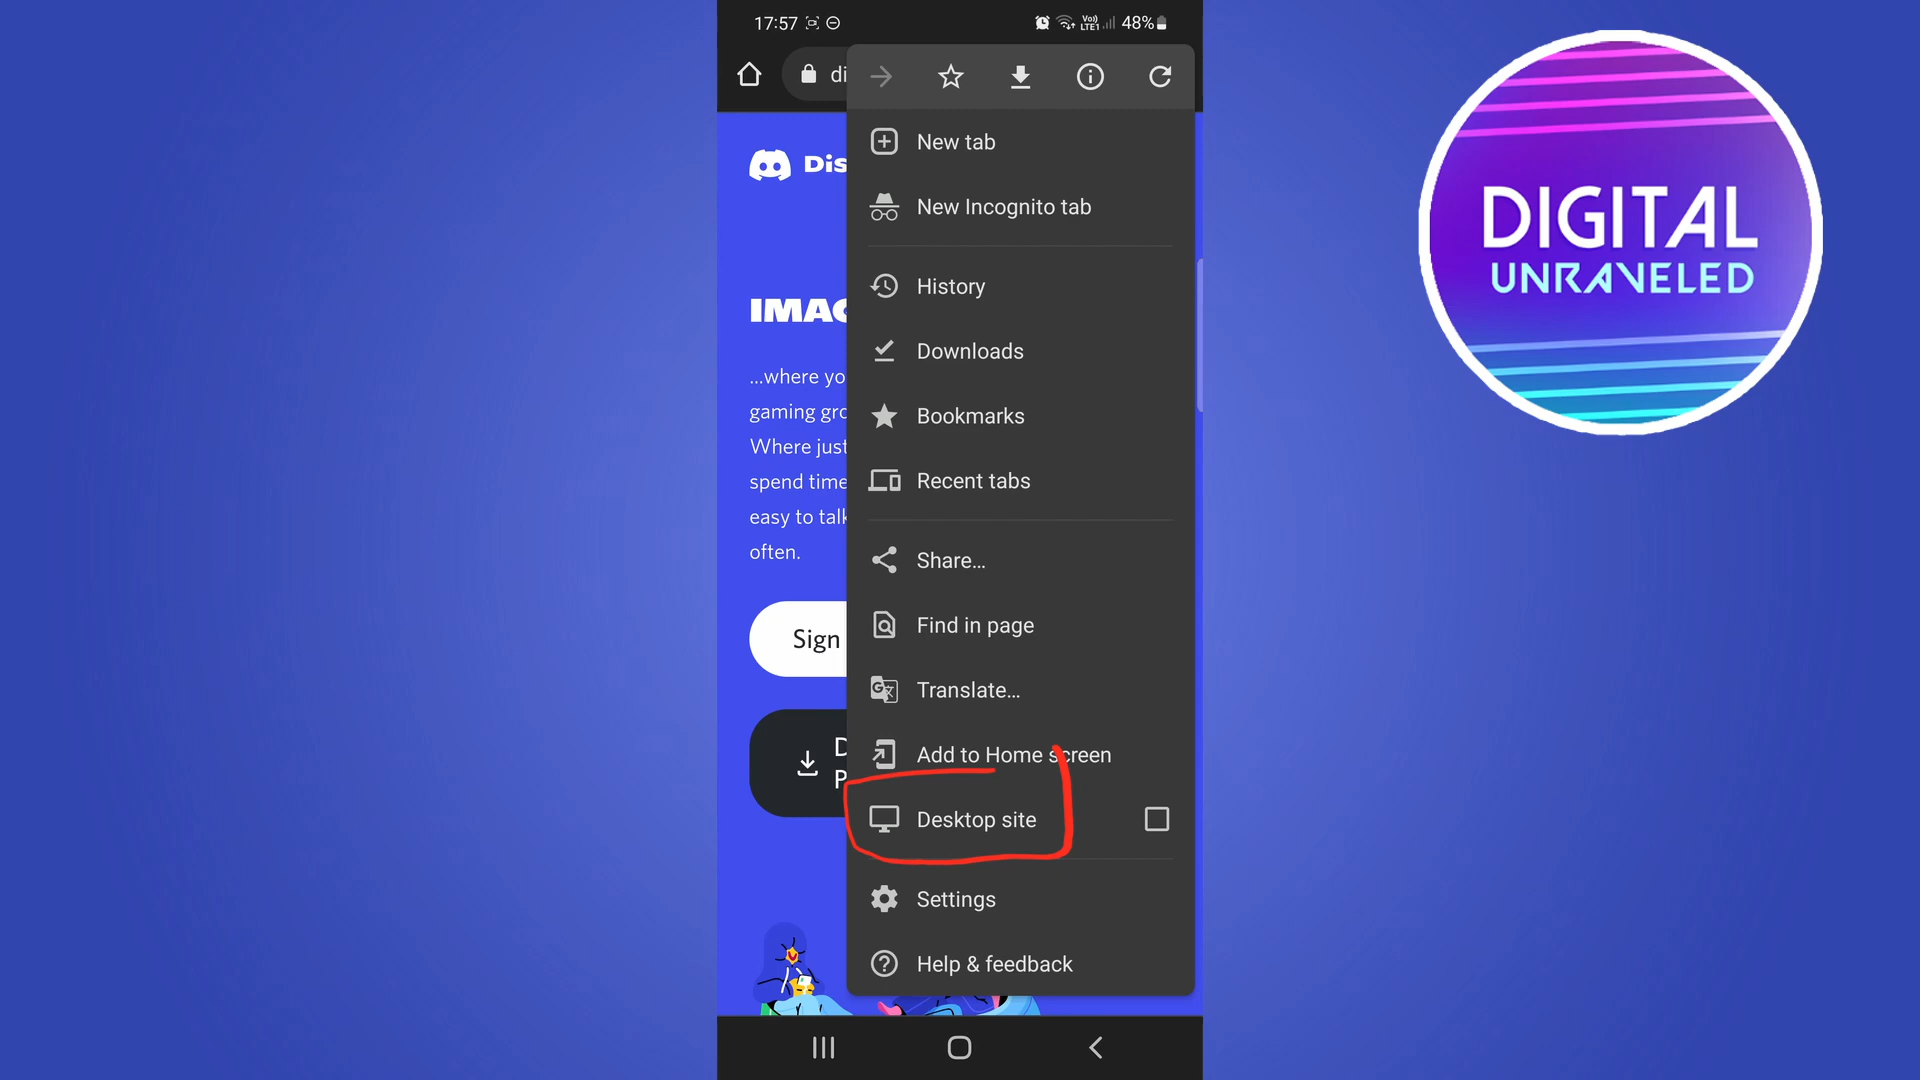 17:57
Vo)) LTE1 48%
di
New tab
New Incognito tab
History
Downloads
Bookmarks
Recent tabs
Share...
Find in page
Translate...
Add to Home screen
Desktop site
Settings
Help & feedback
Dis
IMAG
...where yo
gaming gro
Where just
spend time
easy to talk
often.
Sign
D
P
DIGITAL
UNRAVELED